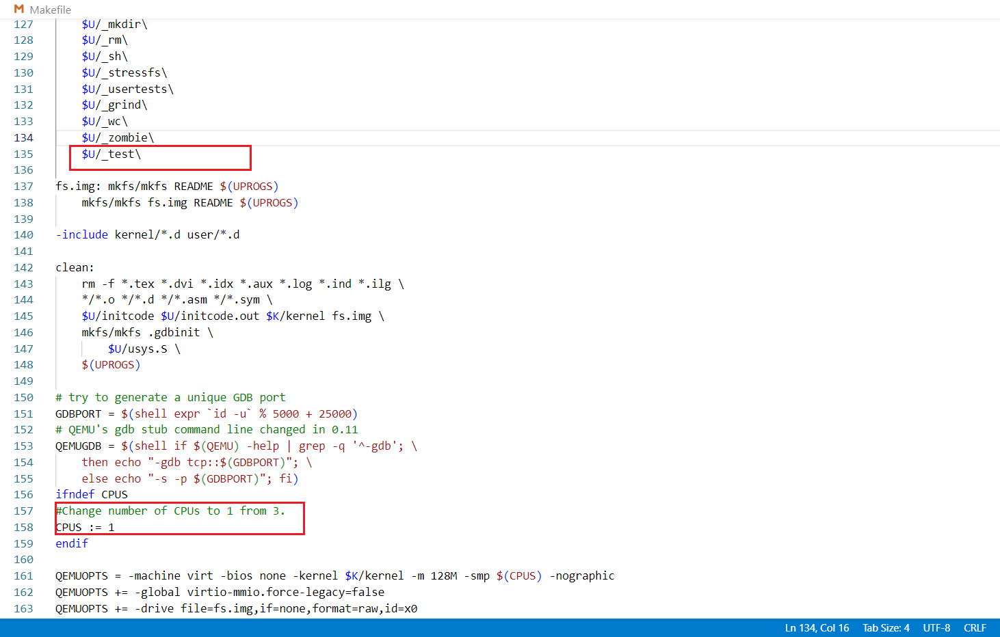 Makefile
127 $U/_mkdir\
128 $U/_rm\
129 $U/_sh\
130 $U/_stressfs\
131 $U/_usertests\
132 $U/_grind\
133 $U/_wc\
134 $U/_zombie\
135 $U/_test\
136
137 fs.img: mkfs/mkfs README $(UPROGS)
138 mkfs/mkfs fs.img README $(UPROGS)
139
140 -include kernel/*.d user/*.d
141
142 clean:
143 rm -f *.tex *.dvi *.idx *.aux *.log *.ind *.ilg \
144 */*.o */*.d */*.asm */*.sym \
145 $U/initcode $U/initcode.out $K/kernel fs.img \
146 mkfs/mkfs .gdbinit \
147 $U/usys.S \
148 $(UPROGS)
149
150 # try to generate a unique GDB port
151 GDBPORT = $(shell expr `id -u` % 5000 + 25000)
152 # QEMU's gdb stub command line changed in 0.11
153 QEMUGDB = $(shell if $(QEMU) -help | grep -q '^-gdb'; \
154 then echo "-gdb tcp::$(GDBPORT)"; \
155 else echo "-s -p $(GDBPORT)"; fi)
156 ifndef CPUS
157 #Change number of CPUs to 1 from 3.
158 CPUS := 1
159 endif
160
161 QEMUOPTS = -machine virt -bios none -kernel $K/kernel -m 128M -smp $(CPUS) -nographic
162 QEMUOPTS += -global virtio-mmio.force-legacy=false
163 QEMUOPTS += -drive file=fs.img,if=none,format=raw,id=x0
Ln 134, Col 16 Tab Size: 4 UTF-8 CRLF